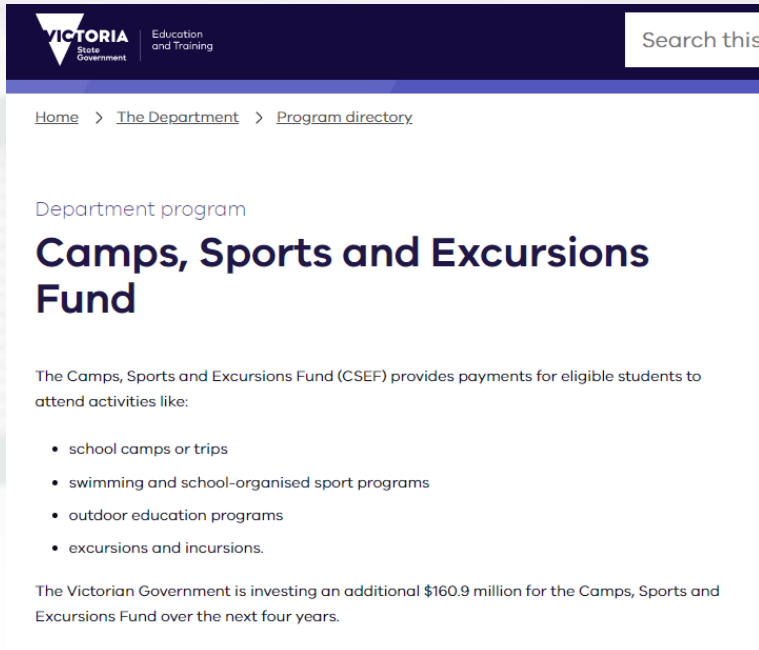 VICTORIA
State
Government
Education
and Training
Search this
Home > The Department > Program directory
Department program
Camps, Sports and Excursions
Fund
The Camps, Sports and Excursions Fund (CSEF) provides payments for eligible students to
attend activities like:
• school camps or trips
• swimming and school-organised sport programs
• outdoor education programs
• excursions and incursions.
The Victorian Government is investing an additional $160.9 million for the Camps, Sports and
Excursions Fund over the next four years.